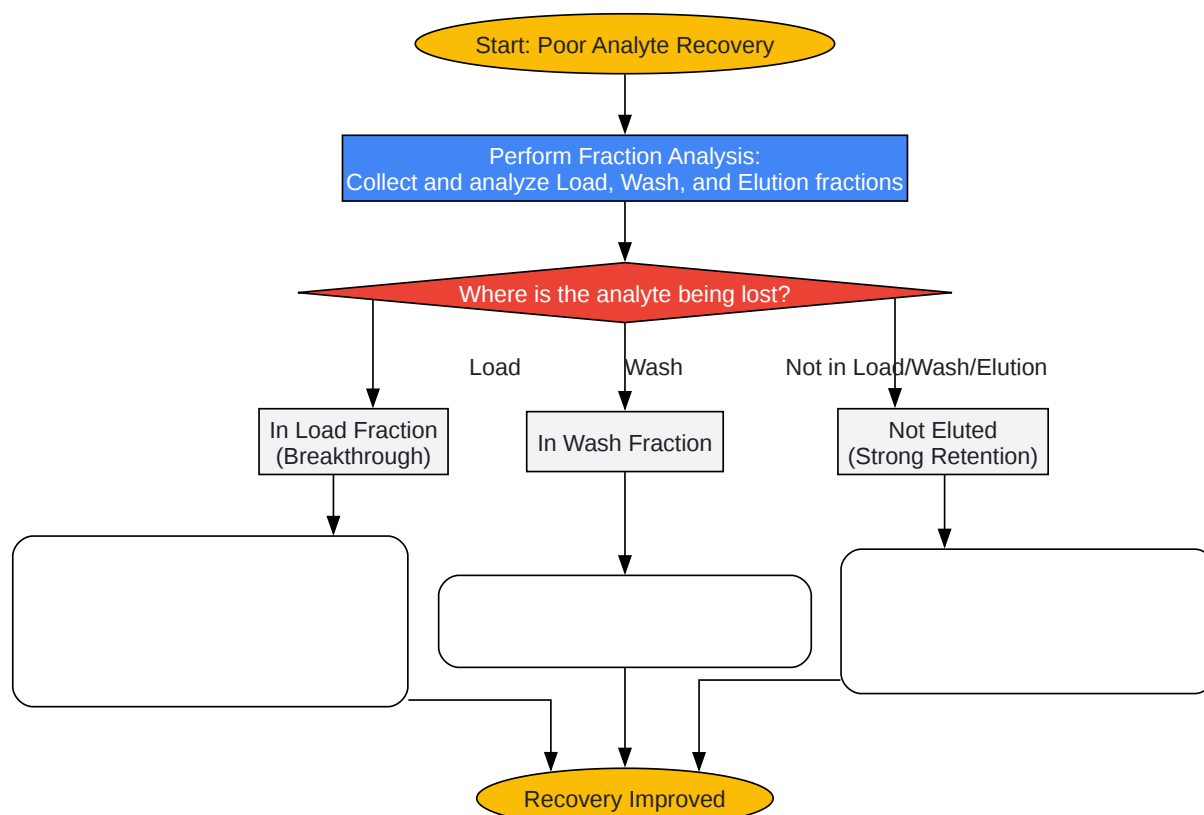 Start: Poor Analyte Recovery
Perform Fraction Analysis:
Collect and analyze Load, Wash, and Elution fractions
Where is the analyte being lost?
Load
Wash
Not in Load/Wash/Elution
In Load Fraction
(Breakthrough)
In Wash Fraction
Not Eluted
(Strong Retention)
Recovery Improved